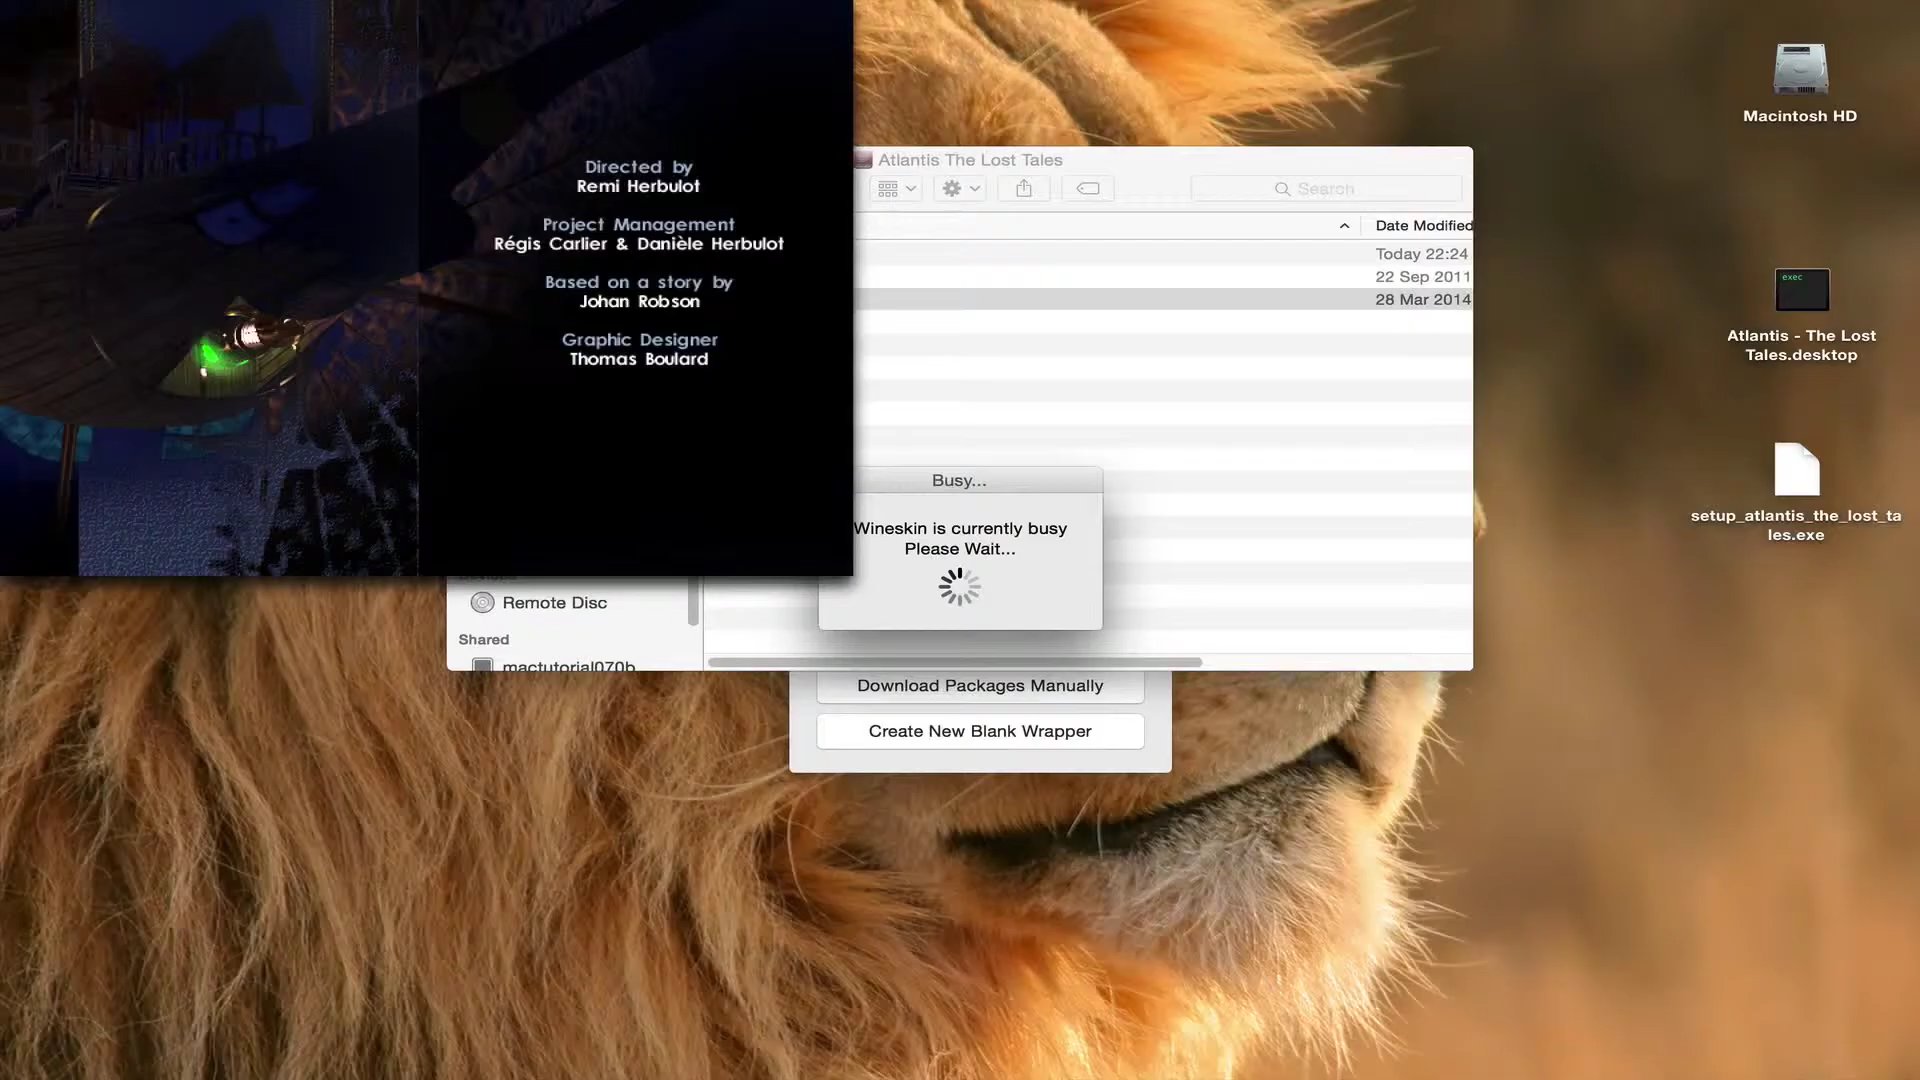 Directed by
Remi Herbulot
Project Management
Régis Carlier & Danièle Herbulot
Based on a story by
Johan Robson
Graphic Designer
Thomas Boulard
Atlantis The Lost Tales
Search
Date Modified
Today 22:24
22 Sep 2011
28 Mar 2014
Busy...
Wineskin is currently busy
Please Wait...
Remote Disc
Shared
mactutorial070b
Download Packages Manually
Create New Blank Wrapper
Macintosh HD
exec
Atlantis - The Lost
Tales.desktop
setup_atlantis_the_lost_ta
les.exe